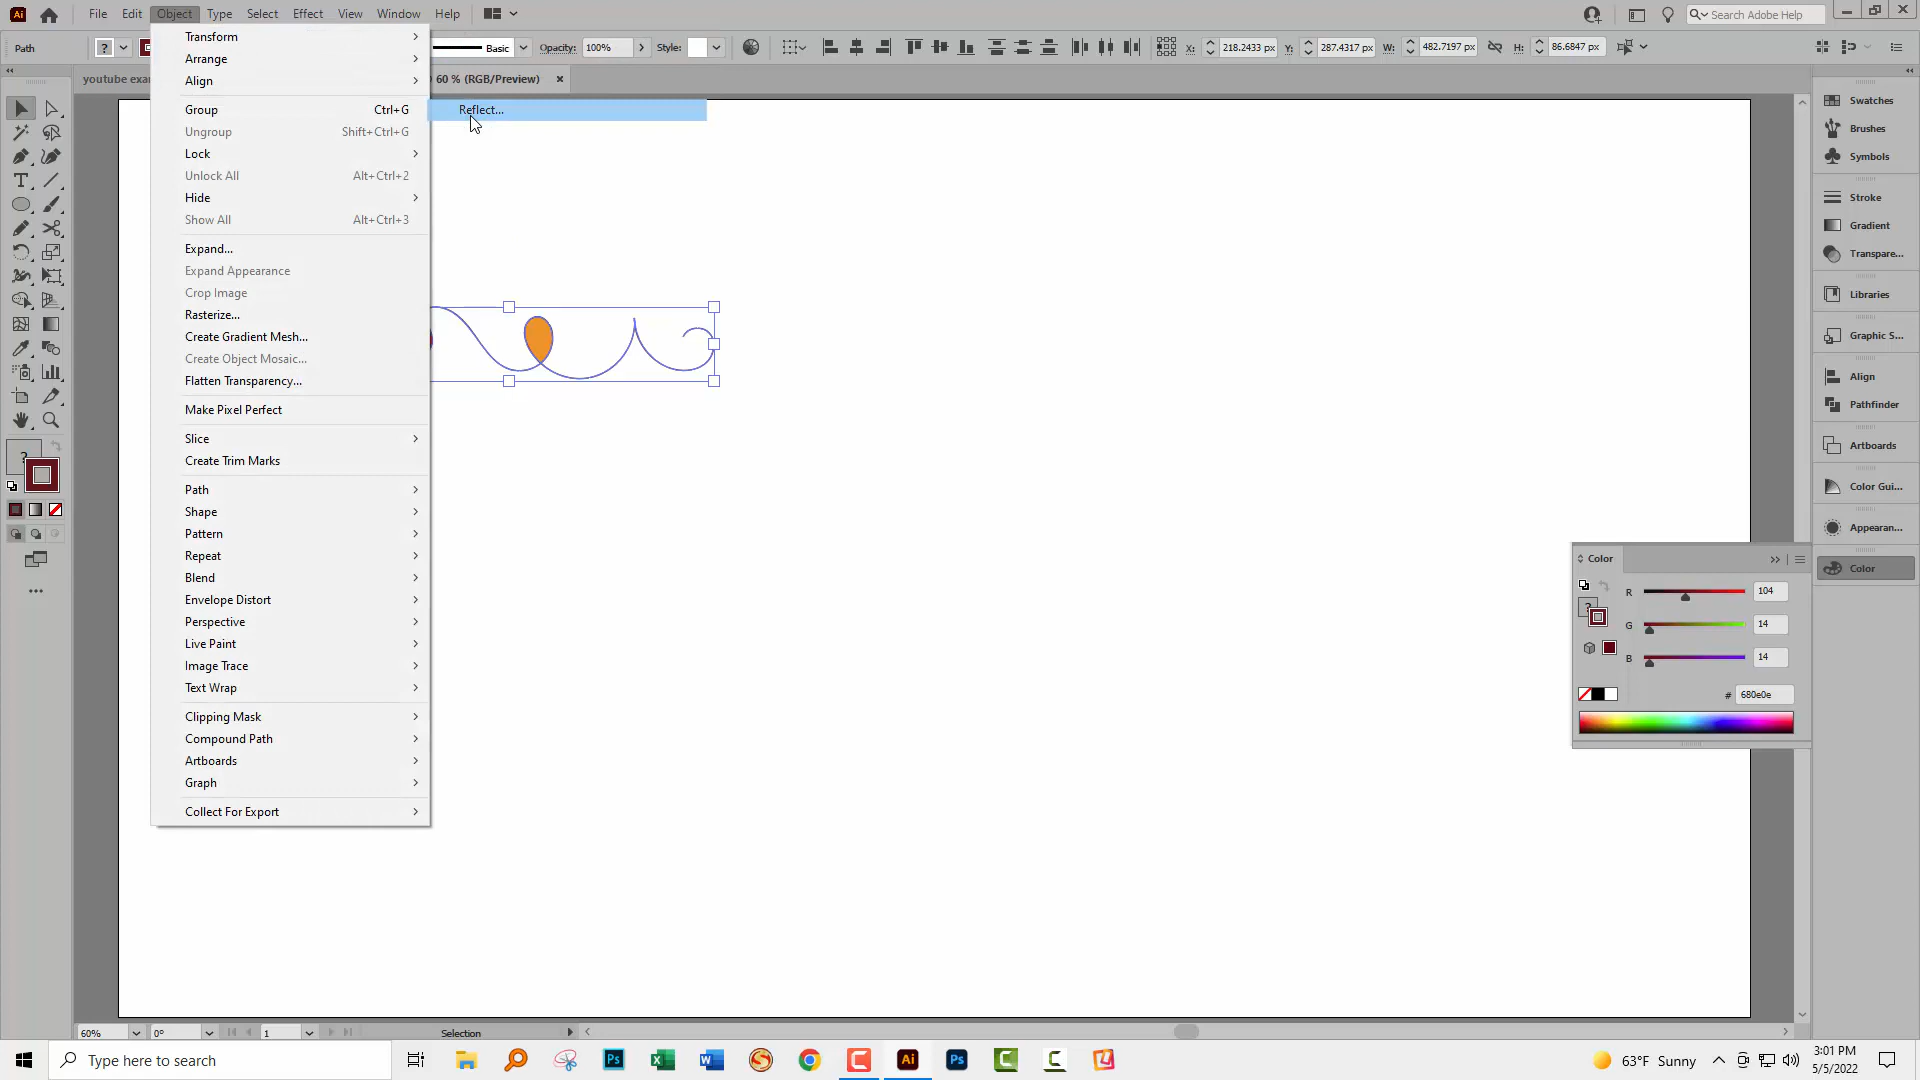 Ai File Edit Object Type Select Effect View Window Help Search Adobe Help
Path ? Basic Opacity: 100% Style: X: 218.2433 px Y: 287.4317 px W: 482.7197 px H: 86.6847 px
youtube exa 60 % (RGB/Preview) ×
Transform
Arrange
Align
Group Ctrl+G
Reflect...
Ungroup Shift+Ctrl+G
Lock
Unlock All Alt+Ctrl+2
Hide
Show All Alt+Ctrl+3
Expand...
Expand Appearance
Crop Image
Rasterize...
Create Gradient Mesh...
Create Object Mosaic...
Flatten Transparency...
Make Pixel Perfect
Slice
Create Trim Marks
Path
Shape
Pattern
Repeat
Blend
Envelope Distort
Perspective
Live Paint
Image Trace
Text Wrap
Clipping Mask
Compound Path
Artboards
Graph
Collect For Export
?
Swatches
Brushes
Symbols
Stroke
Gradient
Transpare...
Libraries
Graphic S...
Align
Pathfinder
Artboards
Color Gui...
Appearan...
Color
Color
R 104
?
G 14
B 14
# 680e0e
60% 0° 1 Selection
Type here to search Ps Ai Ps 63°F Sunny 3:01 PM
5/5/2022